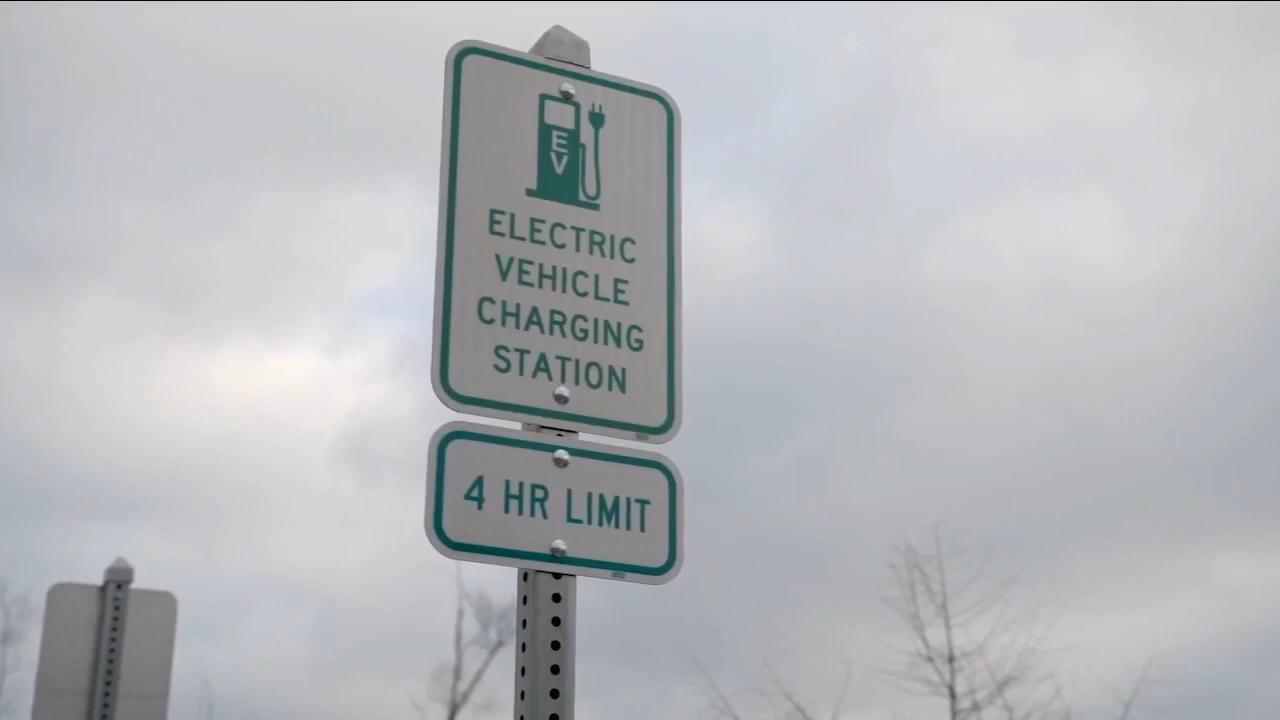 EV
ELECTRIC
VEHICLE
CHARGING
STATION
4 HR LIMIT